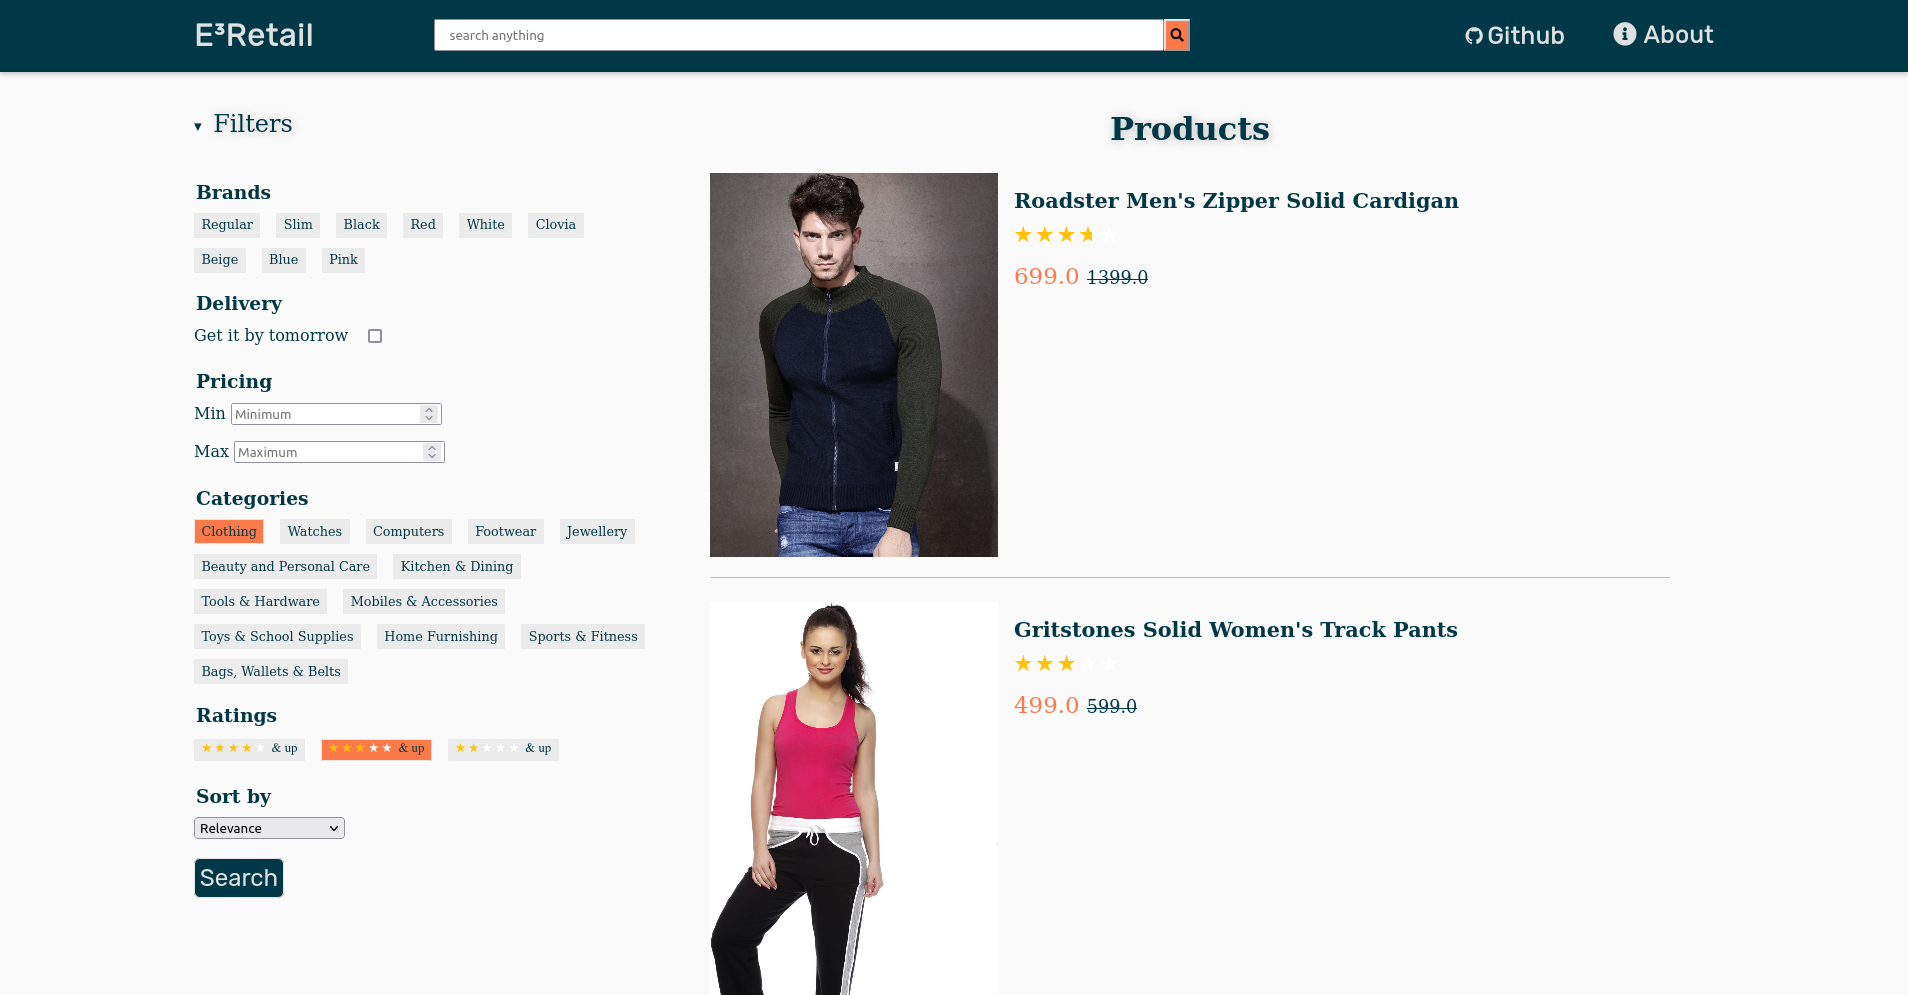 E³Retail
search anything
Github
About
▾ Filters
Brands
Regular Slim Black Red White Clovia
Beige Blue Pink
Delivery
Get it by tomorrow
Pricing
Min Minimum
Max Maximum
Categories
Clothing Watches Computers Footwear Jewellery
Beauty and Personal Care Kitchen & Dining
Tools & Hardware Mobiles & Accessories
Toys & School Supplies Home Furnishing Sports & Fitness
Bags, Wallets & Belts
Ratings
★★★★★ & up ★★★★★ & up ★★★★★ & up
Sort by
Relevance
Search
Products
Roadster Men's Zipper Solid Cardigan
699.0 1399.0
Gritstones Solid Women's Track Pants
499.0 599.0